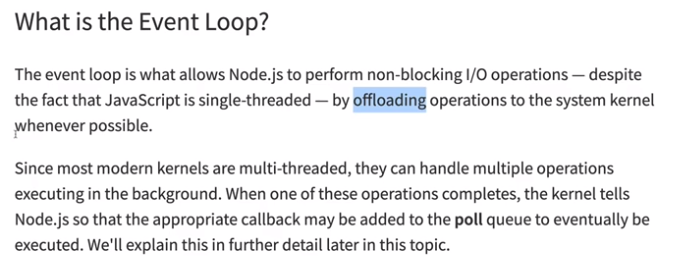 What is the Event Loop?
The event loop is what allows Node.js to perform non-blocking I/O operations — despite
the fact that JavaScript is single-threaded — by offloading operations to the system kernel
whenever possible.
Since most modern kernels are multi-threaded, they can handle multiple operations
executing in the background. When one of these operations completes, the kernel tells
Node.js so that the appropriate callback may be added to the poll queue to eventually be
executed. We'll explain this in further detail later in this topic.